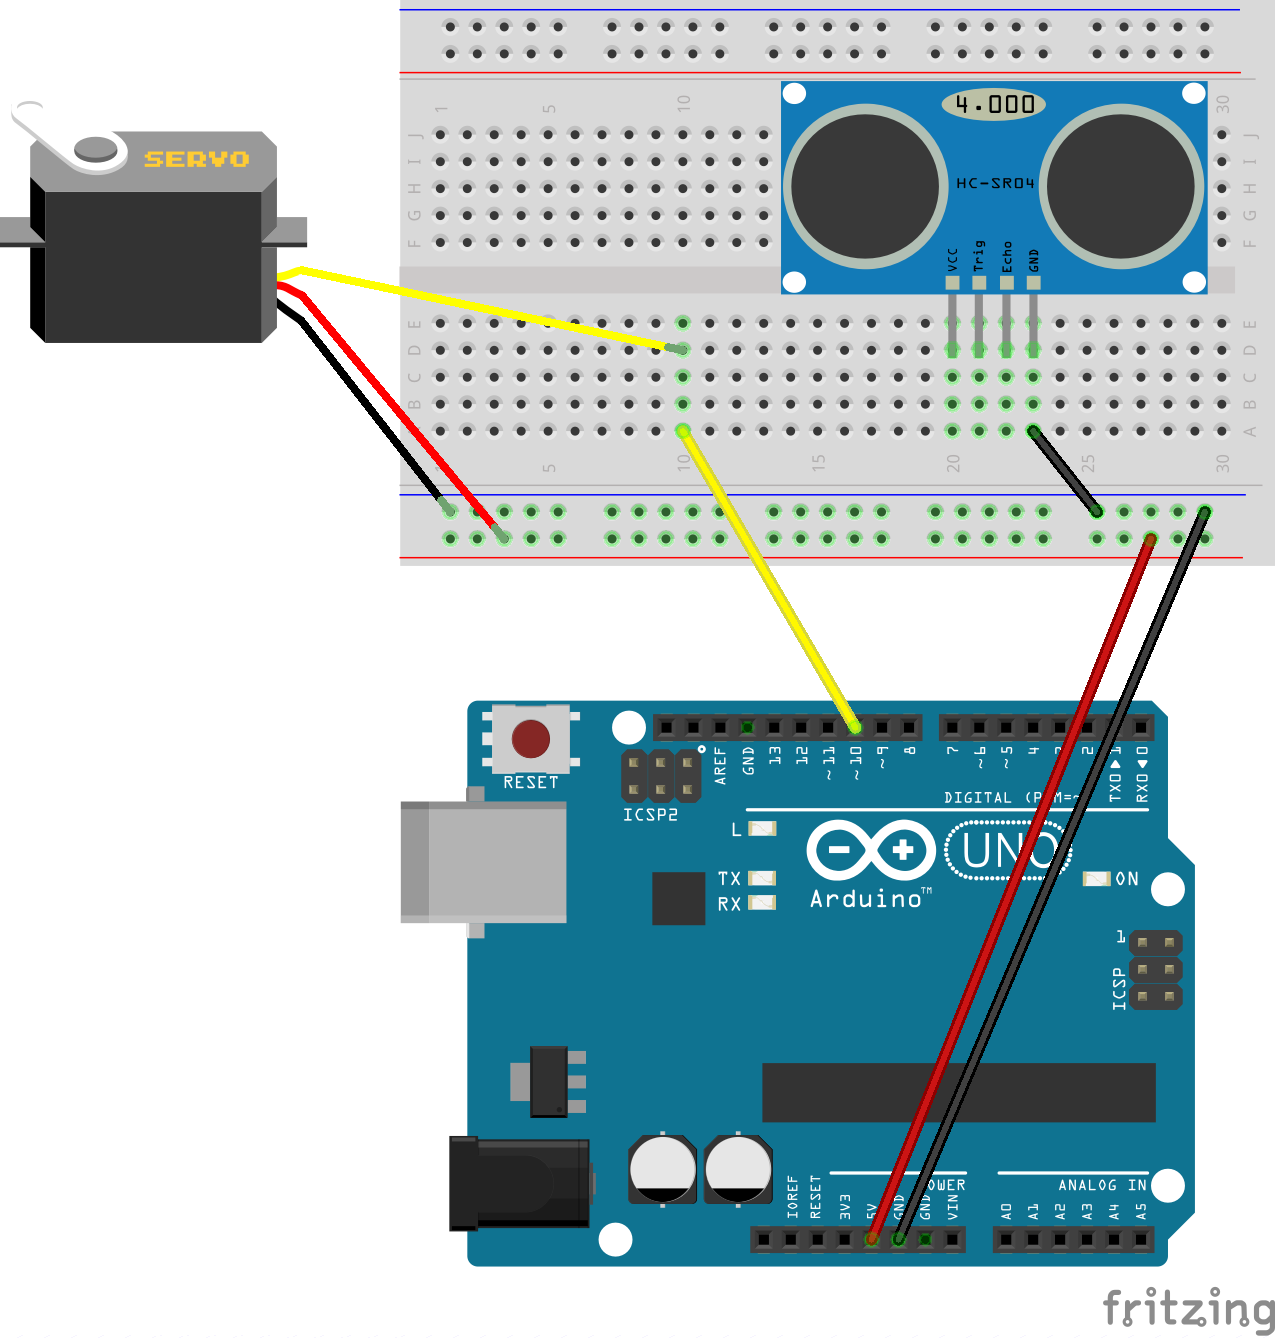 1 5 10 30
4.000
SERVO
HC-SR04
VCC Trig Echo GND
J J
I I
H H
G G
F F
E E
D D
C C
B B
A A
5 10 15 20 25 30
RESET
AREF GND 13 12 ~11 ~10 ~9 8 7 ~6 ~5 4 3 2 TX0▶1 RX0◀0
ICSP2
DIGITAL (PWM=~)
L
TX
RX
UNO
Arduino™
ON
1
ICSP
IOREF RESET 3V3 5V GND GND VIN
POWER
ANALOG IN
A0 A1 A2 A3 A4 A5
fritzing